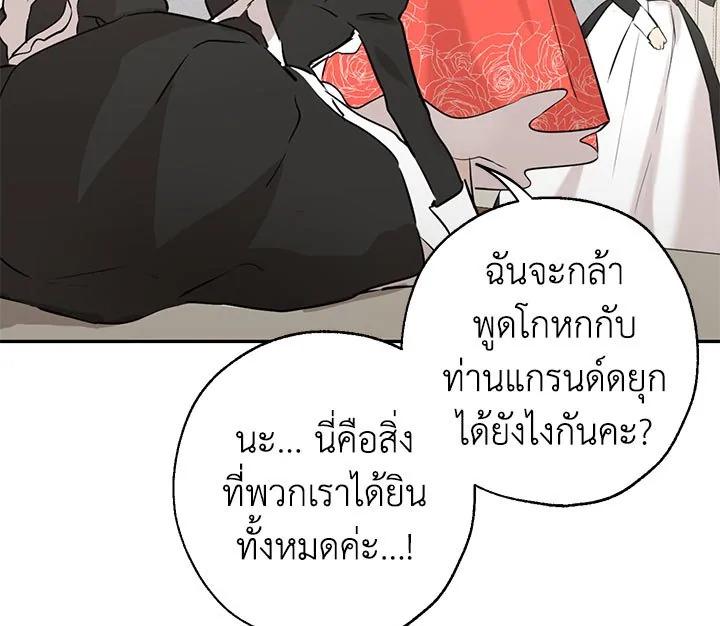 ฉันจะกล้า
พูดโกหกกับ
ท่านแกรนด์ดยุก
ได้ยังไงกันคะ?
นะ... นี่คือสิ่ง
ที่พวกเราได้ยิน
ทั้งหมดค่ะ...!